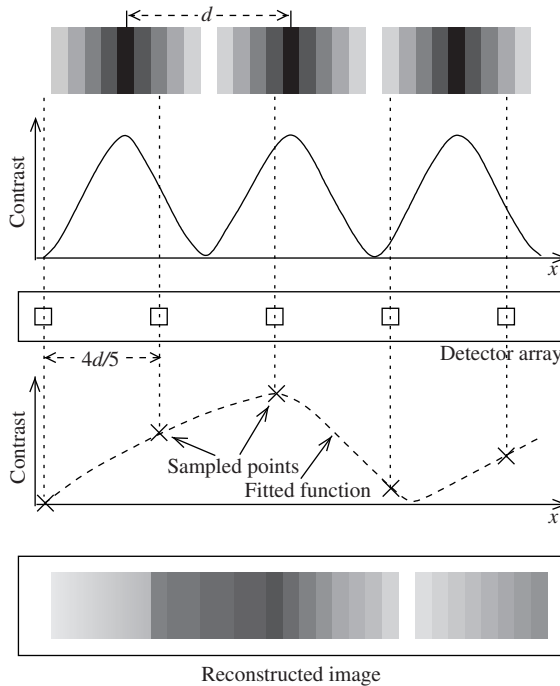 d
Contrast
x
Detector array
4d/5
Contrast
Sampled points
Fitted function
x
Reconstructed image